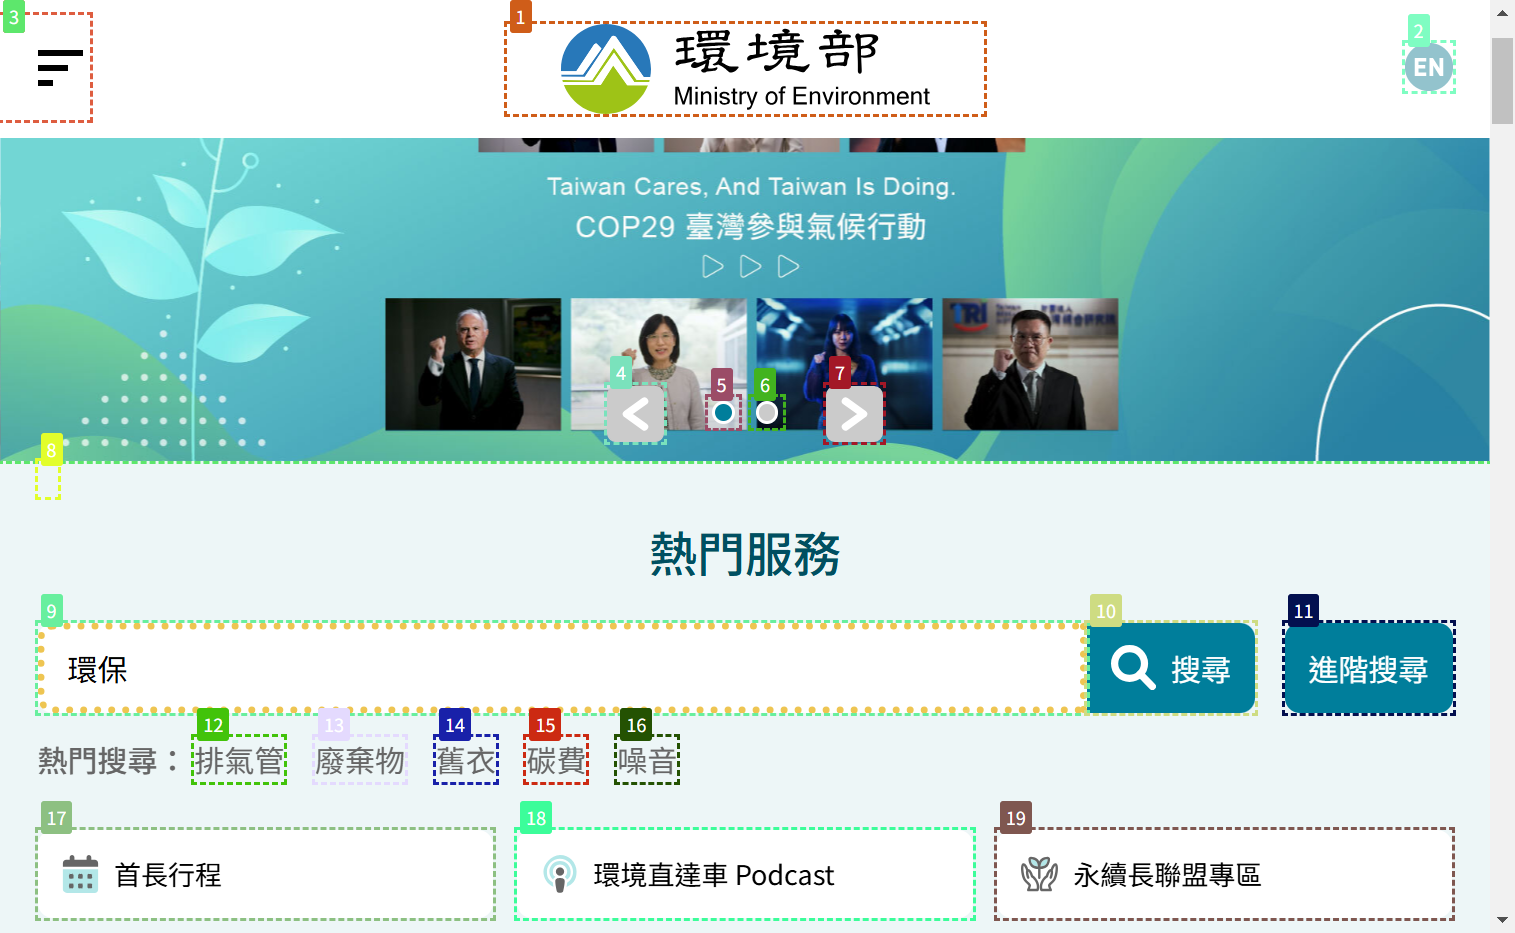 3
1
2
環境部
Ministry of Environment
EN
Taiwan Cares, And Taiwan Is Doing.
COP29 臺灣參與氣候行動
TRI
4
5
6
7
8
熱門服務
9
10
11
環保
搜尋
進階搜尋
12
13
14
15
16
熱門搜尋：
排氣管
廢棄物
舊衣
碳費
噪音
17
18
19
首長行程
環境直達車 Podcast
永續長聯盟專區